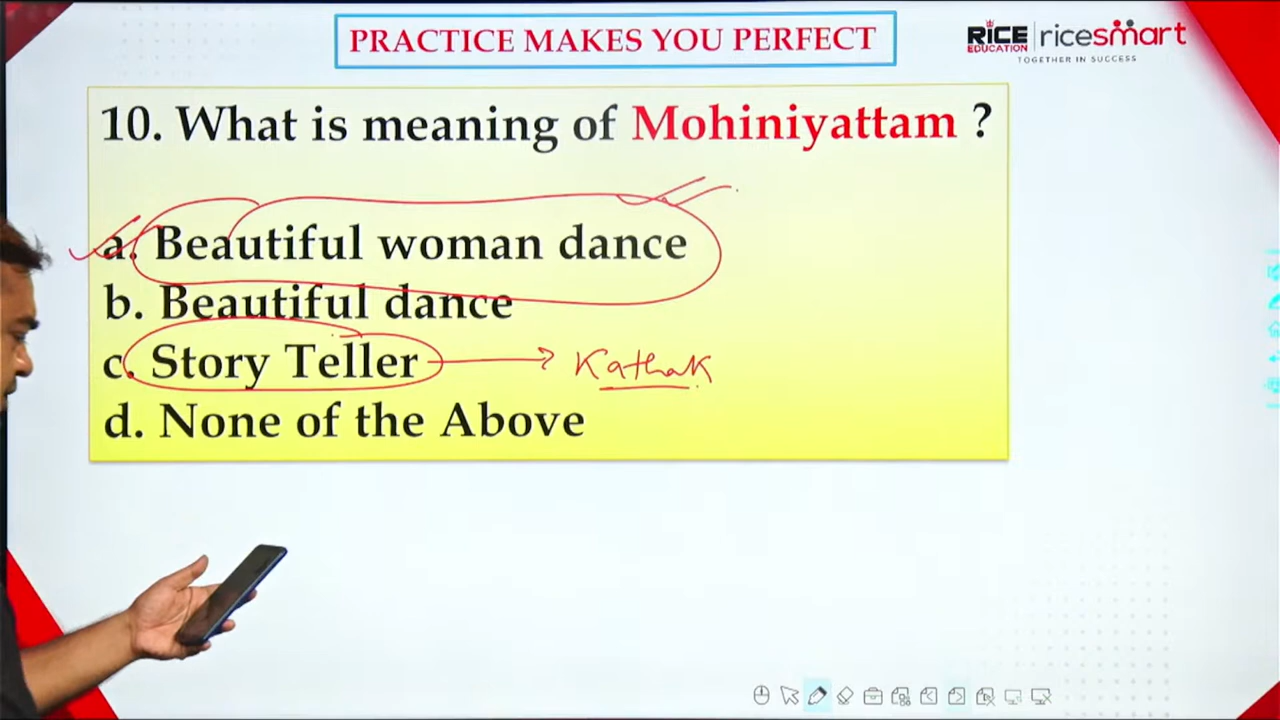 PRACTICE MAKES YOU PERFECT
RICE EDUCATION ricesmart
TOGETHER IN SUCCESS
10. What is meaning of Mohiniyattam ?
a. Beautiful woman dance
b. Beautiful dance
c. Story Teller → Kathak
d. None of the Above